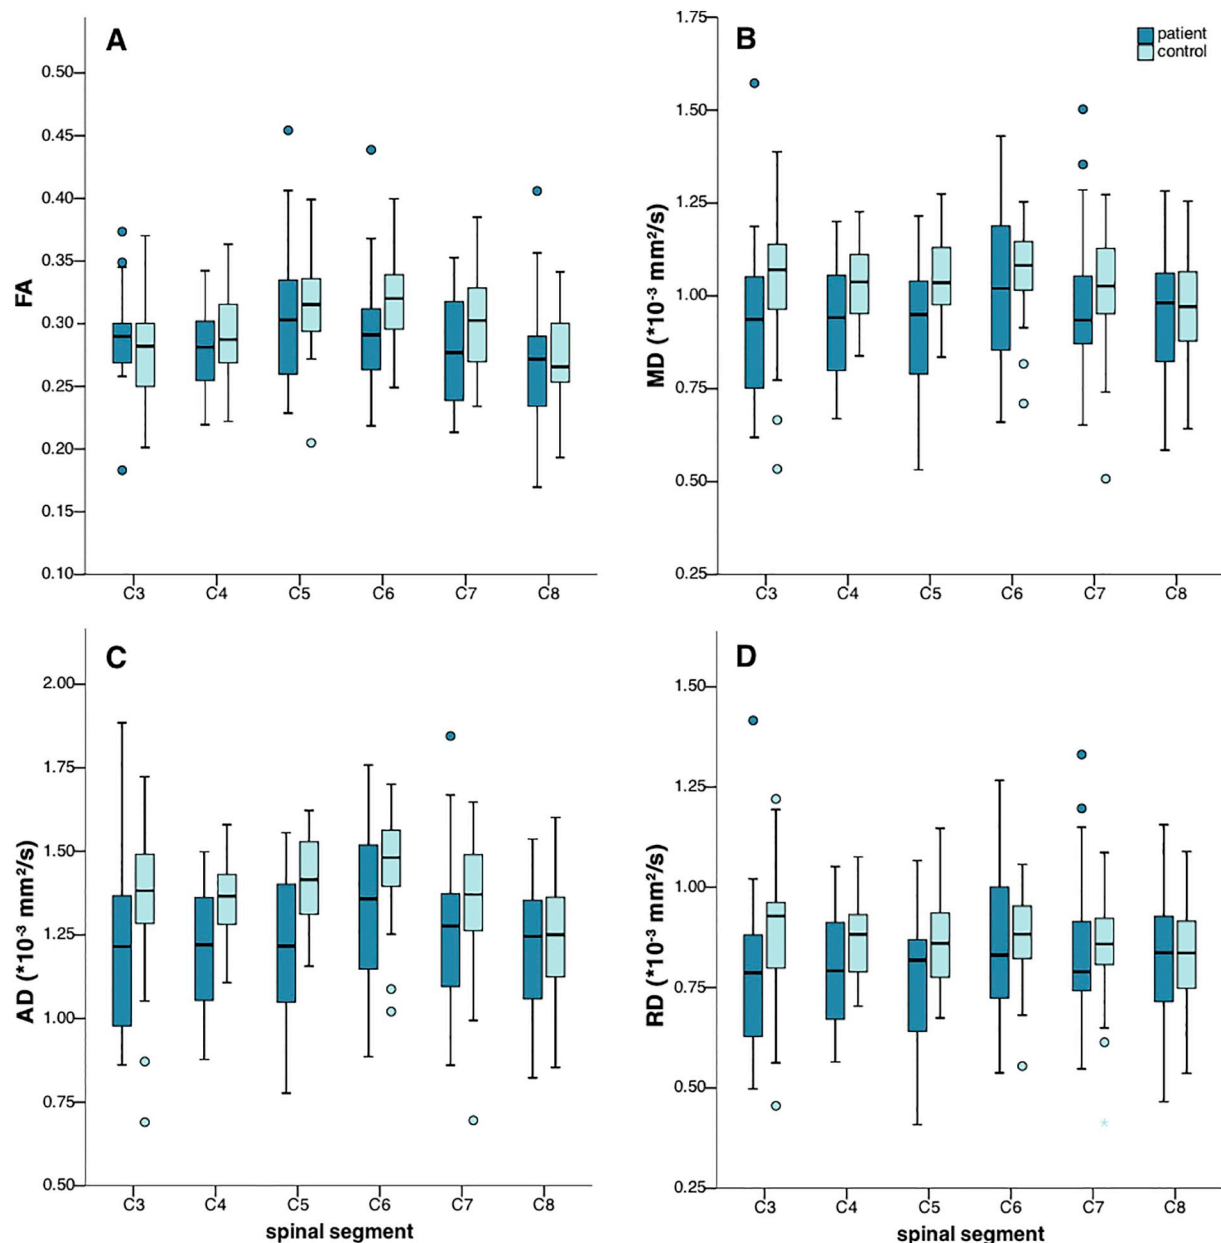 A
0.50
0.45
0.40
0.35
0.30
0.25
0.20
0.15
0.10
FA
C3 C4 C5 C6 C7 C8
B
patient
control
1.75
1.50
1.25
1.00
0.75
0.50
0.25
MD (*10⁻³ mm²/s)
C3 C4 C5 C6 C7 C8
C
2.00
1.75
1.50
1.25
1.00
0.75
0.50
AD (*10⁻³ mm²/s)
C3 C4 C5 C6 C7 C8
spinal segment
D
1.50
1.25
1.00
0.75
0.50
0.25
RD (*10⁻³ mm²/s)
C3 C4 C5 C6 C7 C8
spinal segment